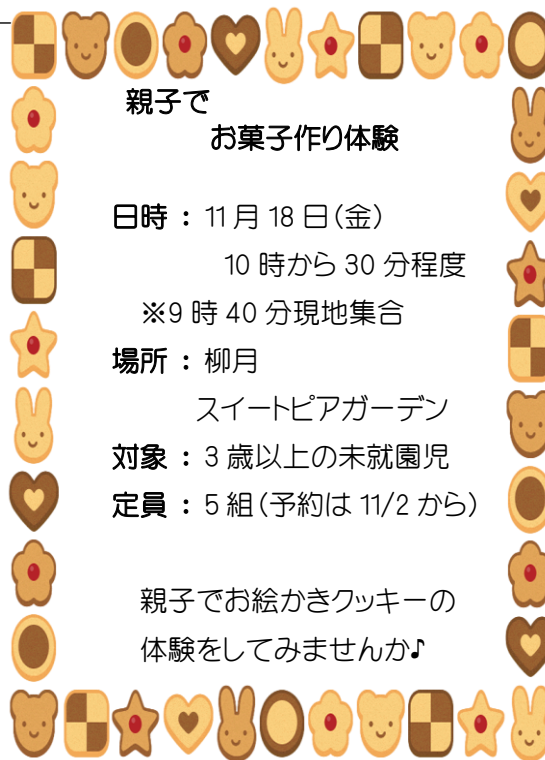 親子で
お菓子作り体験
日時：11月18日(金)
10時から30分程度
※9時40分現地集合
場所：柳月
スイートピアガーデン
対象：3歳以上の未就園児
定員：5組(予約は11/2から)
親子でお絵かきクッキーの
体験をしてみませんか♪